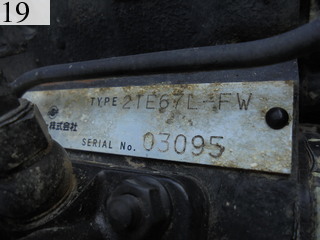 19
TYPE 2TE67L-FW
株式会社
SERIAL No. 03095